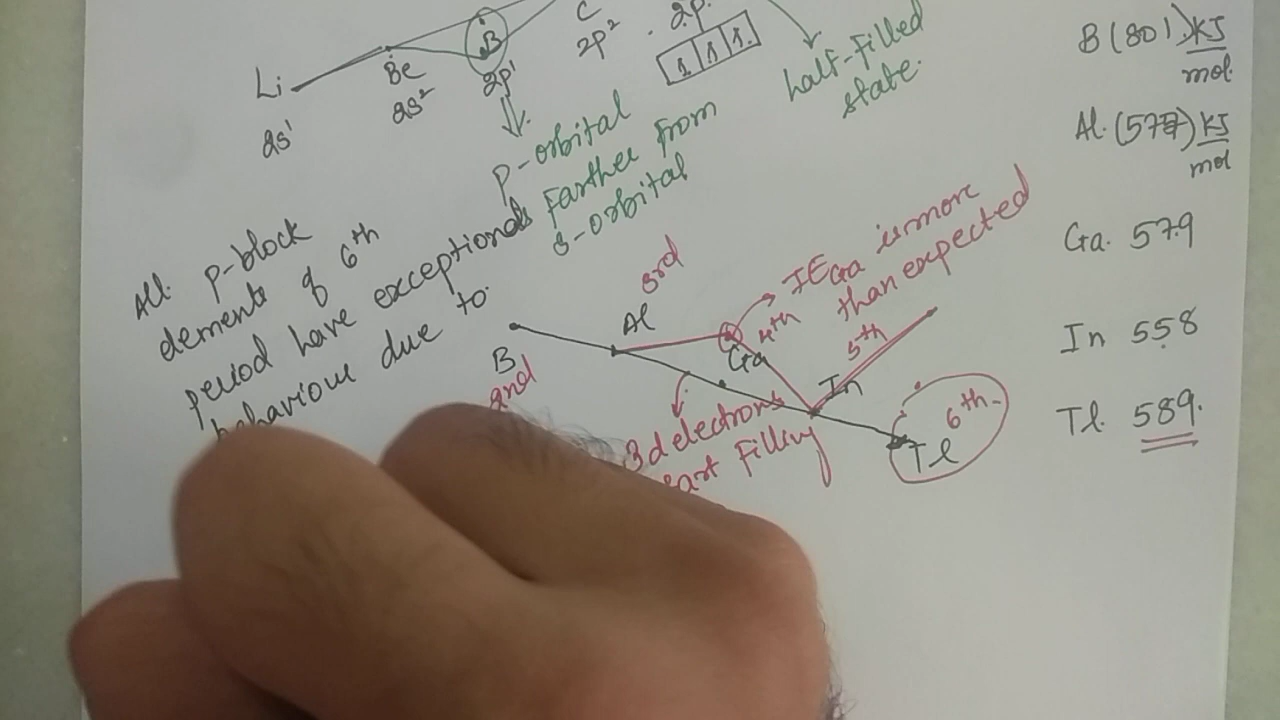 Li
2s¹
Be
2s²
B
2p¹
C
2p²
2p.
1 1 1.
half-filled
state.
p-orbital
Farther from
s-orbital
All p-block
elements of 6th
period have exceptional
behaviour due to
B
2nd
Al
3rd
Ga
4th
IE Ga is more
than expected
In
5th
Tl
6th
3d electrons
start Filling
B (801) KJ/mol
Al. (577) KJ/mol
Ga. 579
In 558
Tl. 589.